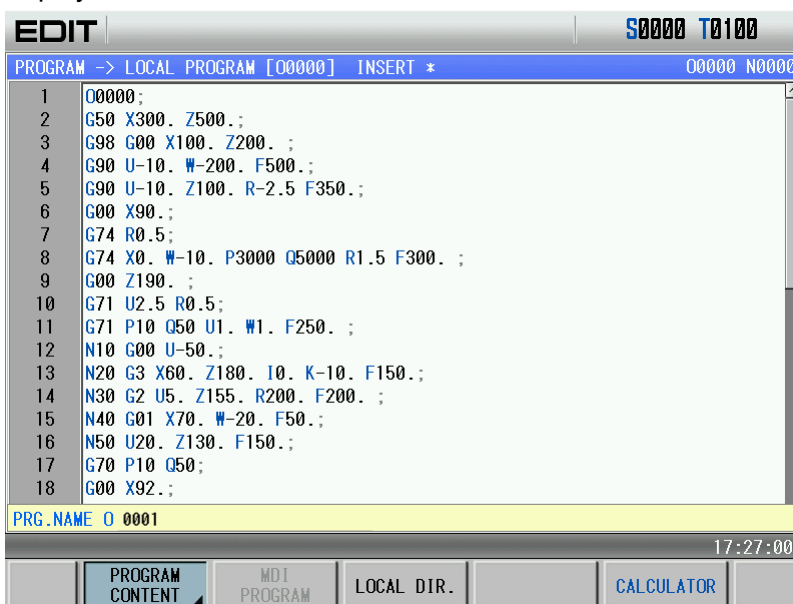 EDIT S0000 T0100
PROGRAM -> LOCAL PROGRAM [O0000] INSERT * O0000 N0000
1 O0000;
2 G50 X300. Z500.;
3 G98 G00 X100. Z200. ;
4 G90 U-10. W-200. F500.;
5 G90 U-10. Z100. R-2.5 F350.;
6 G00 X90.;
7 G74 R0.5;
8 G74 X0. W-10. P3000 Q5000 R1.5 F300. ;
9 G00 Z190. ;
10 G71 U2.5 R0.5;
11 G71 P10 Q50 U1. W1. F250. ;
12 N10 G00 U-50.;
13 N20 G3 X60. Z180. I0. K-10. F150.;
14 N30 G2 U5. Z155. R200. F200. ;
15 N40 G01 X70. W-20. F50.;
16 N50 U20. Z130. F150.;
17 G70 P10 Q50;
18 G00 X92.;
PRG.NAME O 0001
17:27:00
PROGRAM CONTENT
MDI PROGRAM
LOCAL DIR.
CALCULATOR